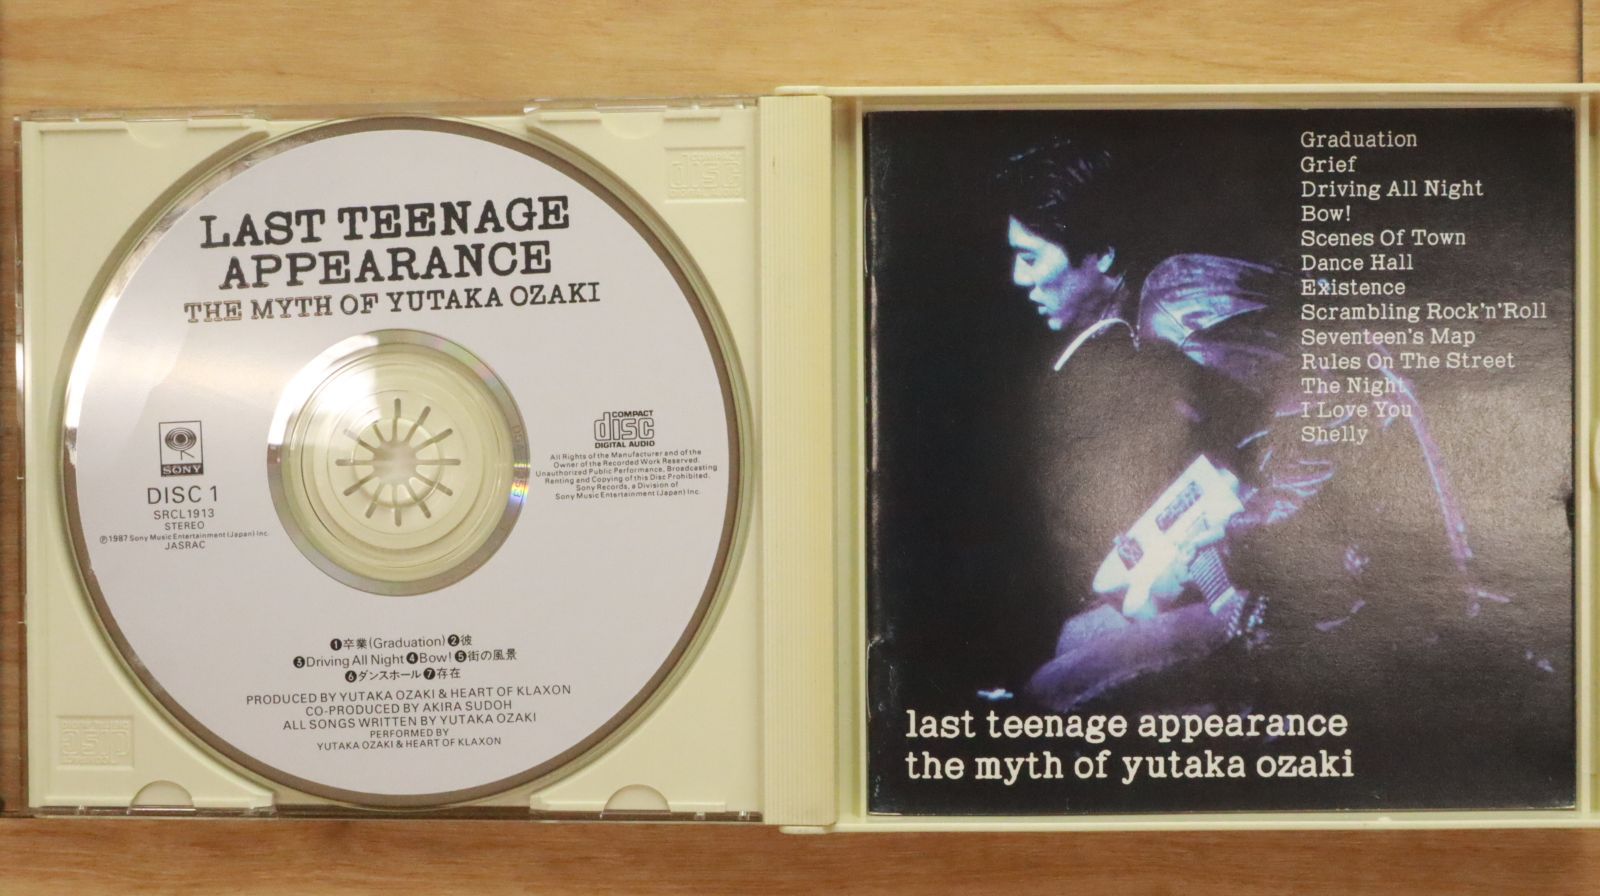 LAST TEENAGE
APPEARANCE
THE MYTH OF YUTAKA OZAKI
SONY
DISC 1
SRCL1913
STEREO
℗1987 Sony Music Entertainment (Japan) Inc.
JASRAC
COMPACT
disc
DIGITAL AUDIO
All Rights of the Manufacturer and of the
Owner of the Recorded Work Reserved.
Unauthorized Public Performance, Broadcasting
Renting and Copying of this Disc Prohibited.
Sony Records, a Division of
Sony Music Entertainment (Japan) Inc.
❶卒業(Graduation)❷彼
❸Driving All Night❹Bow!❺街の風景
❻ダンスホール❼存在
PRODUCED BY YUTAKA OZAKI & HEART OF KLAXON
CO-PRODUCED BY AKIRA SUDOH
ALL SONGS WRITTEN BY YUTAKA OZAKI
PERFORMED BY
YUTAKA OZAKI & HEART OF KLAXON
COMPACT
disc
Graduation
Grief
Driving All Night
Bow!
Scenes Of Town
Dance Hall
Existence
Scrambling Rock'n'Roll
Seventeen's Map
Rules On The Street
The Night
I Love You
Shelly
last teenage appearance
the myth of yutaka ozaki